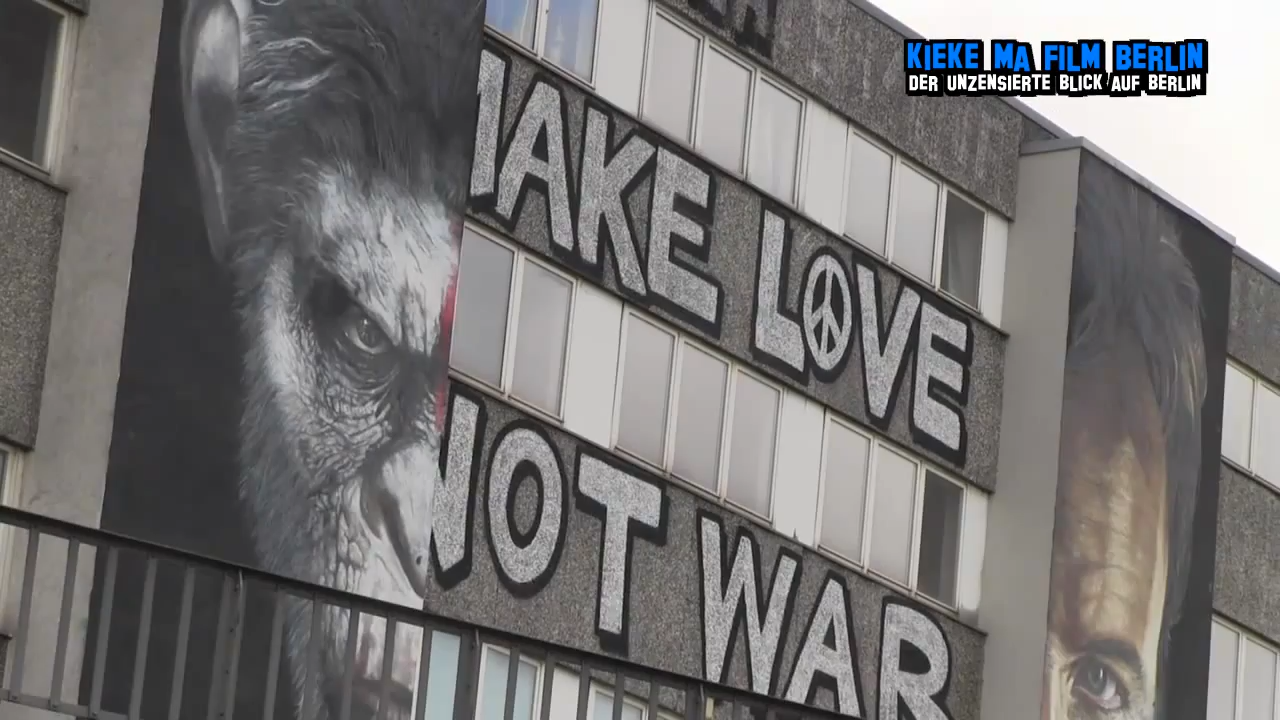 KIEKE MA FILM BERLIN
DER UNZENSIERTE BLICK AUF BERLIN
MAKE LOVE
NOT WAR